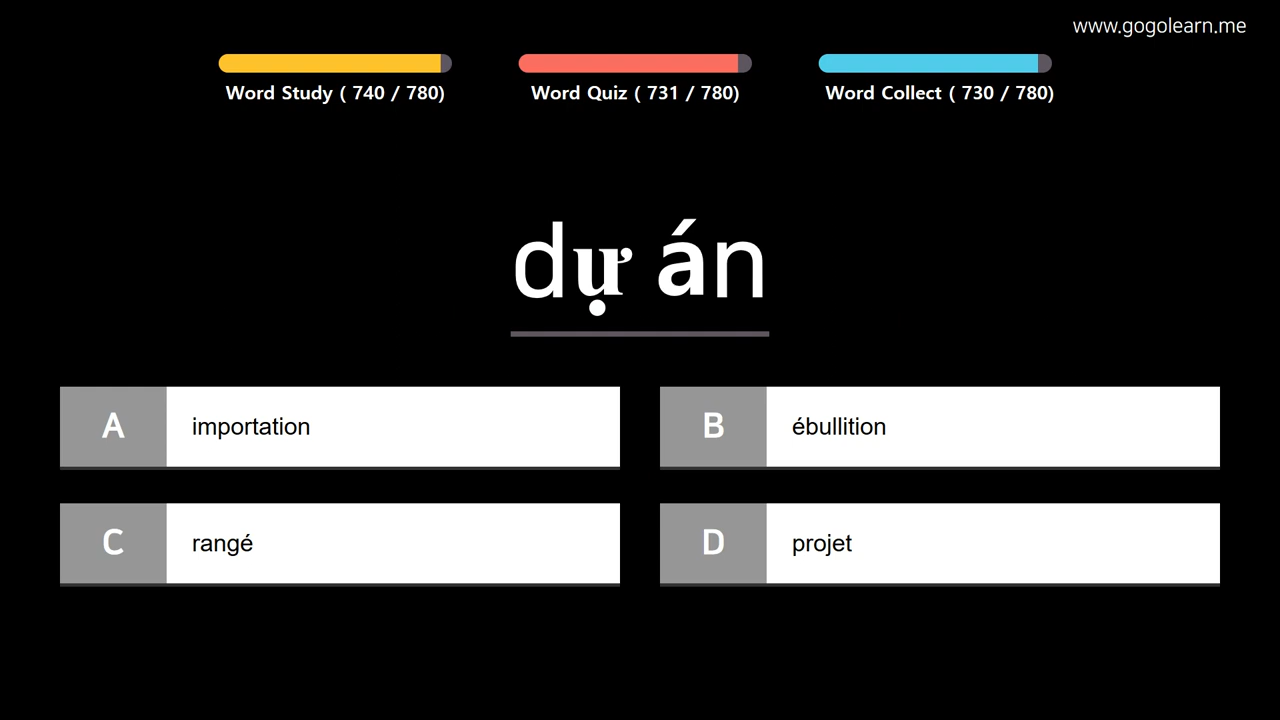 www.gogolearn.me
Word Study ( 740 / 780)
Word Quiz ( 731 / 780)
Word Collect ( 730 / 780)
dự án
A importation
B ébullition
C rangé
D projet